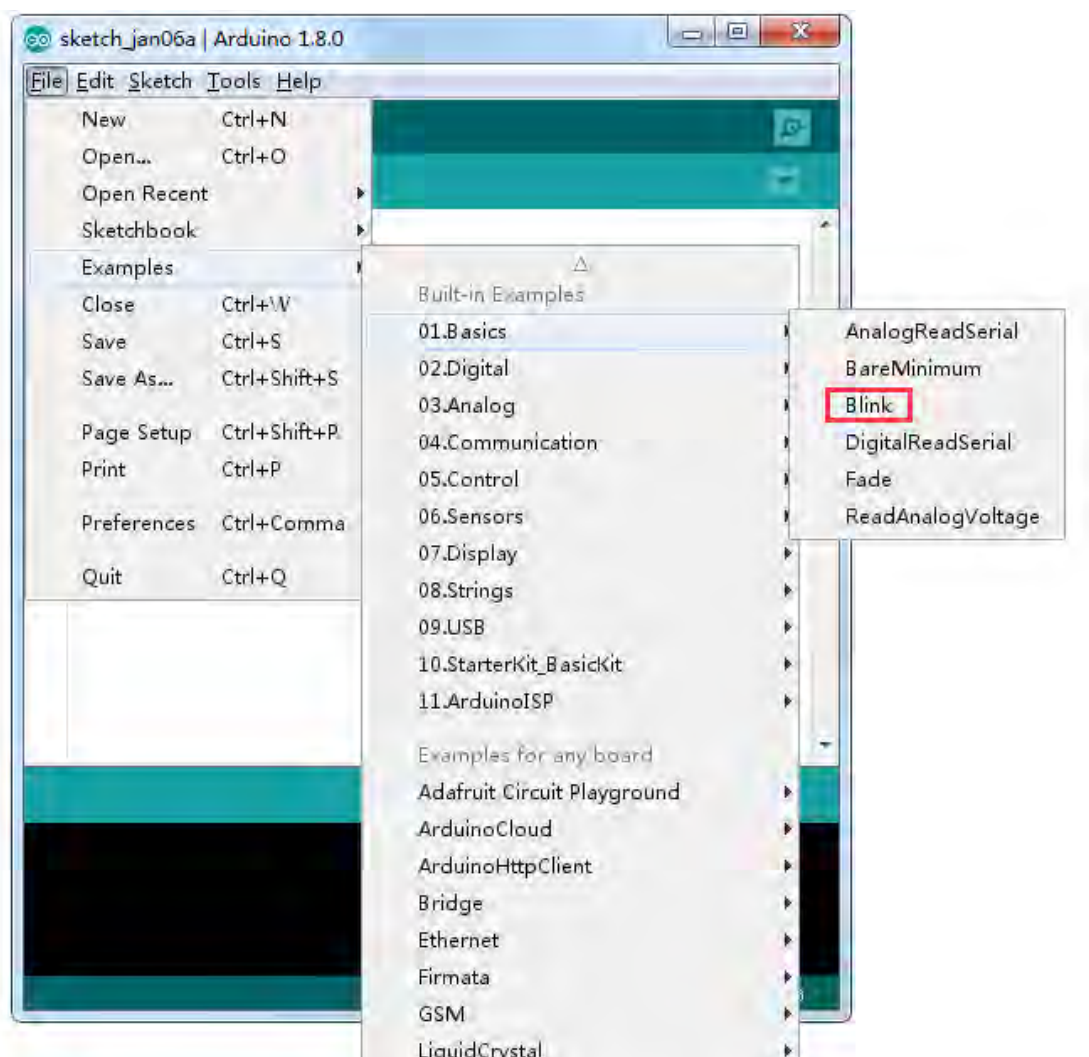 sketch_jan06a | Arduino 1.8.0
File Edit Sketch Tools Help
New Ctrl+N
Open... Ctrl+O
Open Recent
Sketchbook
Examples
Close Ctrl+W
Save Ctrl+S
Save As... Ctrl+Shift+S
Page Setup Ctrl+Shift+P
Print Ctrl+P
Preferences Ctrl+Comma
Quit Ctrl+Q
Built-in Examples
01.Basics
02.Digital
03.Analog
04.Communication
05.Control
06.Sensors
07.Display
08.Strings
09.USB
10.StarterKit_BasicKit
11.ArduinoISP
Examples for any board
Adafruit Circuit Playground
ArduinoCloud
ArduinoHttpClient
Bridge
Ethernet
Firmata
GSM
LiquidCrystal
AnalogReadSerial
BareMinimum
Blink
DigitalReadSerial
Fade
ReadAnalogVoltage